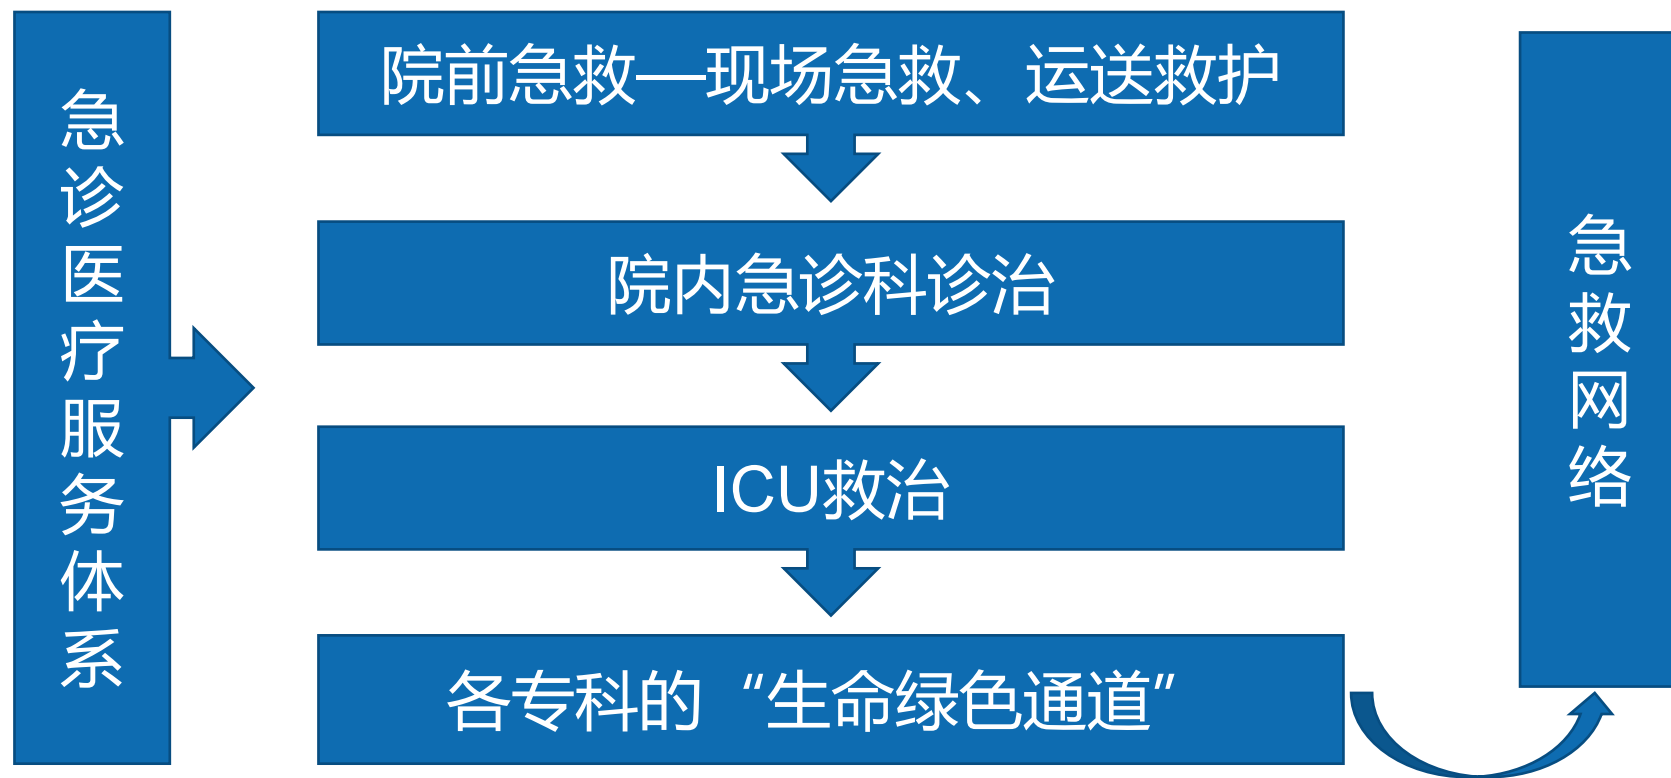 急诊医疗服务体系
院前急救—现场急救、运送救护
院内急诊科诊治
ICU救治
各专科的“生命绿色通道”
急救网络